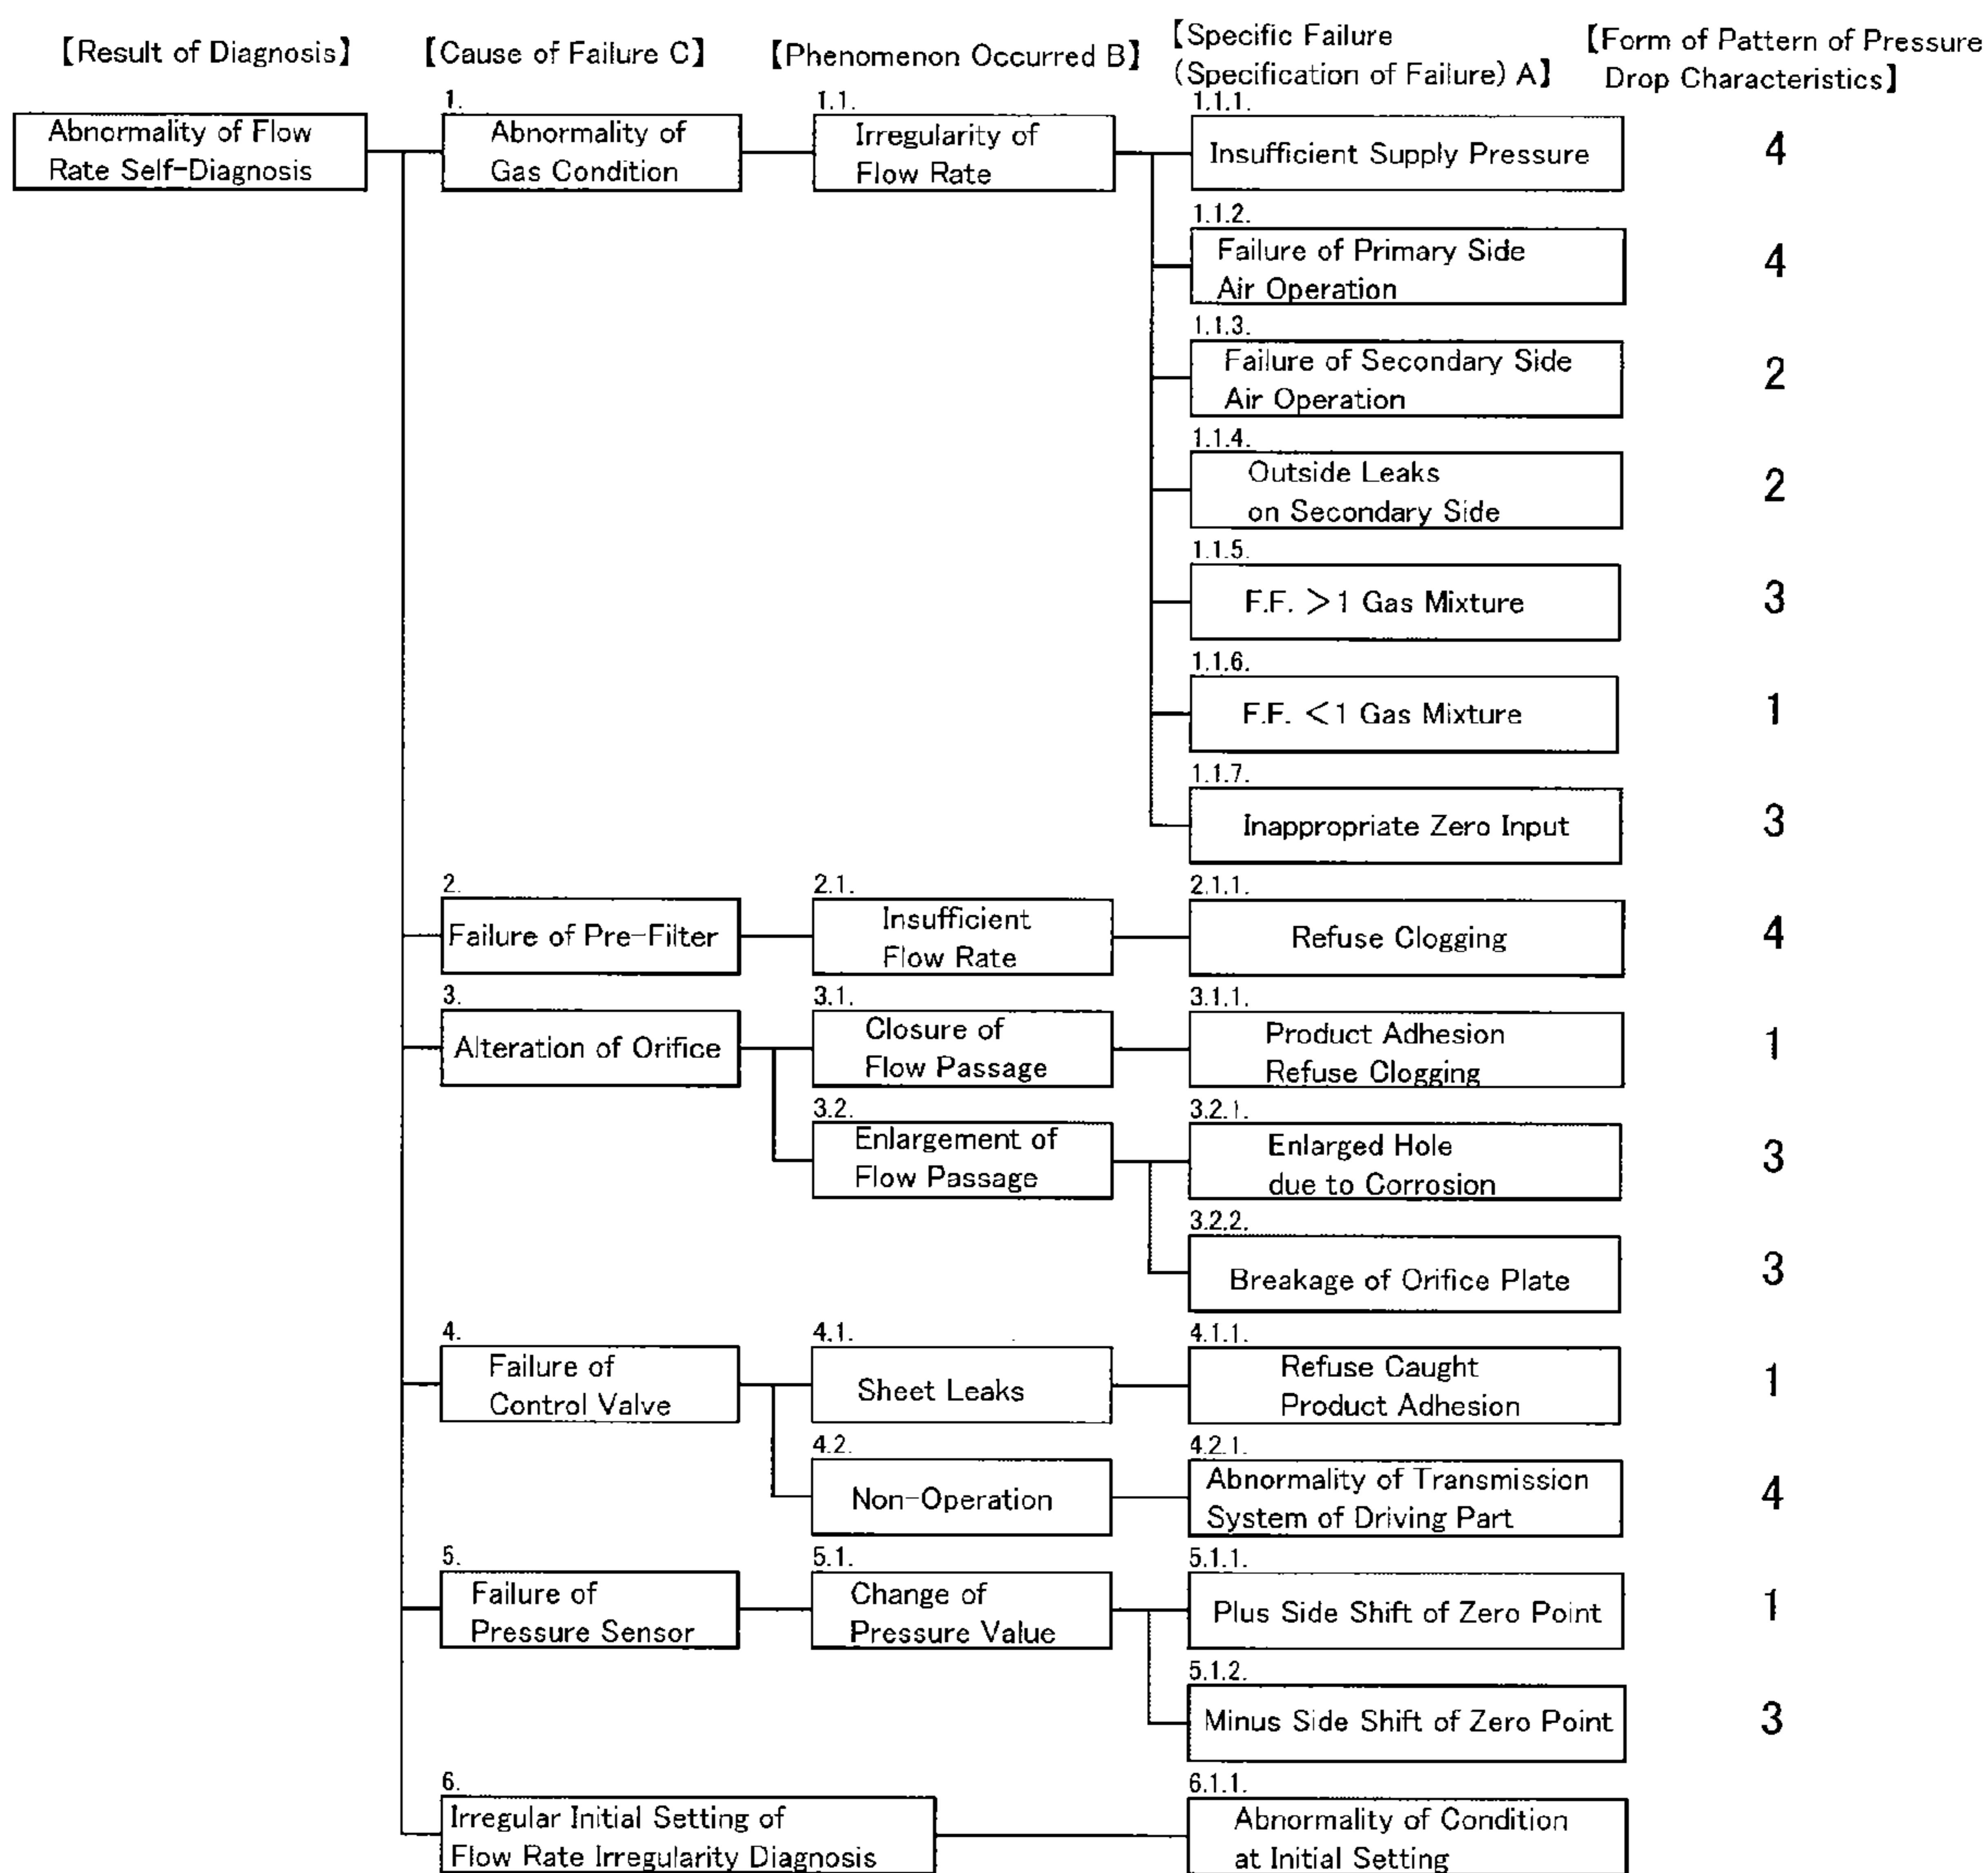 【Result of Diagnosis】
【Cause of Failure C】
【Phenomenon Occurred B】
【Specific Failure
(Specification of Failure) A】
【Form of Pattern of Pressure
Drop Characteristics】
Abnormality of Flow
Rate Self-Diagnosis
1.
Abnormality of
Gas Condition
1.1.
Irregularity of
Flow Rate
1.1.1.
Insufficient Supply Pressure
4
1.1.2.
Failure of Primary Side
Air Operation
4
1.1.3.
Failure of Secondary Side
Air Operation
2
1.1.4.
Outside Leaks
on Secondary Side
2
1.1.5.
F.F. >1 Gas Mixture
3
1.1.6.
F.F. <1 Gas Mixture
1
1.1.7.
Inappropriate Zero Input
3
2.
Failure of Pre-Filter
2.1.
Insufficient
Flow Rate
2.1.1.
Refuse Clogging
4
3.
Alteration of Orifice
3.1.
Closure of
Flow Passage
3.1.1.
Product Adhesion
Refuse Clogging
1
3.2.
Enlargement of
Flow Passage
3.2.1.
Enlarged Hole
due to Corrosion
3
3.2.2.
Breakage of Orifice Plate
3
4.
Failure of
Control Valve
4.1.
Sheet Leaks
4.1.1.
Refuse Caught
Product Adhesion
1
4.2.
Non-Operation
4.2.1.
Abnormality of Transmission
System of Driving Part
4
5.
Failure of
Pressure Sensor
5.1.
Change of
Pressure Value
5.1.1.
Plus Side Shift of Zero Point
1
5.1.2.
Minus Side Shift of Zero Point
3
6.
Irregular Initial Setting of
Flow Rate Irregularity Diagnosis
6.1.1.
Abnormality of Condition
at Initial Setting